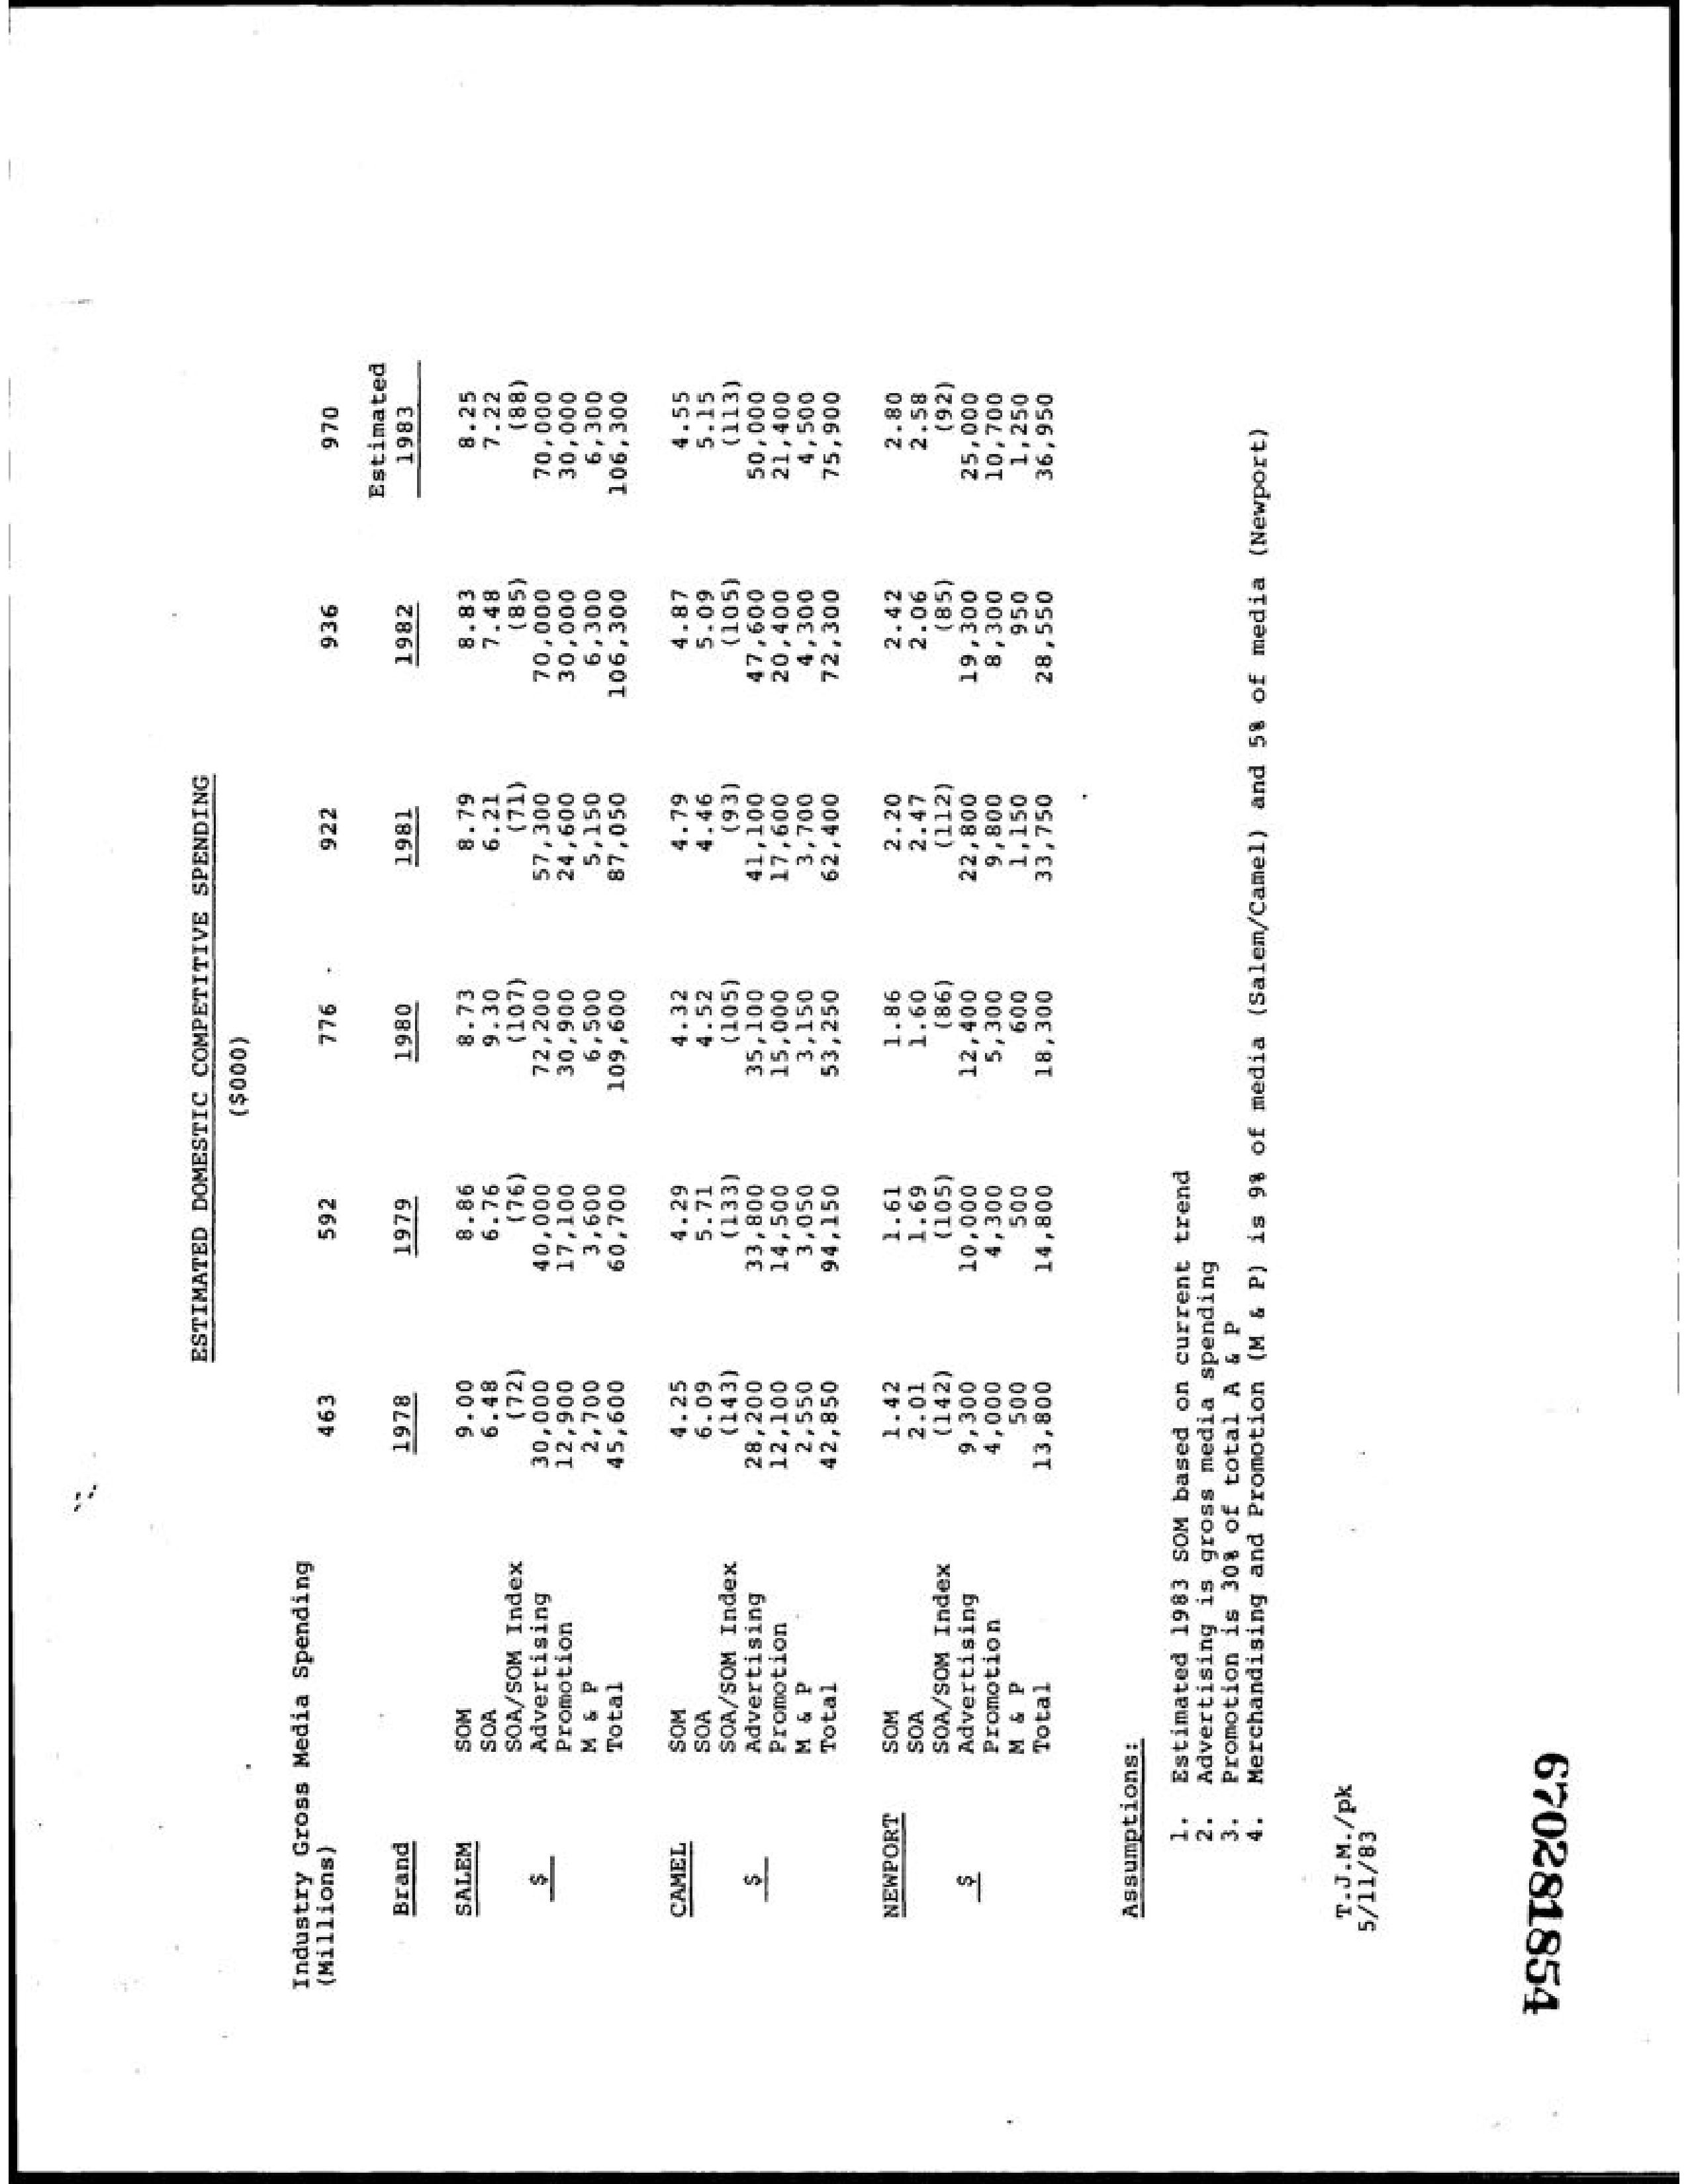 ESTIMATED DOMESTIC COMPETITIVE SPENDING
($000)
Industry Gross Media Spending 463 592 776 922 936 970
(Millions)
Estimated
Brand 1978 1979 1980 1981 1982 1983
SALEM SOM 9.00 8.86 8.73 8.79 8.83 8.25
SOA 6.48 6.76 9.30 6.21 7.48 7.22
SOA/SOM Index (72) (76) (107) (71) (85) (88)
$ Advertising 30,000 40,000 72,200 57,300 70,000 70,000
Promotion 12,900 17,100 30,900 24,600 30,000 30,000
M & P 2,700 3,600 6,500 5,150 6,300 6,300
Total 45,600 60,700 109,600 87,050 106,300 106,300
CAMEL SOM 4.25 4.29 4.32 4.79 4.87 4.55
SOA 6.09 5.71 4.52 4.46 5.09 5.15
SOA/SOM Index (143) (133) (105) (93) (105) (113)
$ Advertising 28,200 33,800 35,100 41,100 47,600 50,000
Promotion 12,100 14,500 15,000 17,600 20,400 21,400
M & P 2,550 3,050 3,150 3,700 4,300 4,500
Total 42,850 94,150 53,250 62,400 72,300 75,900
NEWPORT SOM 1.42 1.61 1.86 2.20 2.42 2.80
SOA 2.01 1.69 1.60 2.47 2.06 2.58
SOA/SOM Index (142) (105) (86) (112) (85) (92)
$ Advertising 9,300 10,000 12,400 22,800 19,300 25,000
Promotion 4,000 4,300 5,300 9,800 8,300 10,700
M & P 500 500 600 1,150 950 1,250
Total 13,800 14,800 18,300 33,750 28,550 36,950
Assumptions:
1. Estimated 1983 SOM based on current trend
2. Advertising is gross media spending
3. Promotion is 30% of total A & P
4. Merchandising and Promotion (M & P) is 9% of media (Salem/Camel) and 5% of media (Newport)
T.J.M./pk
5/11/83
670281854